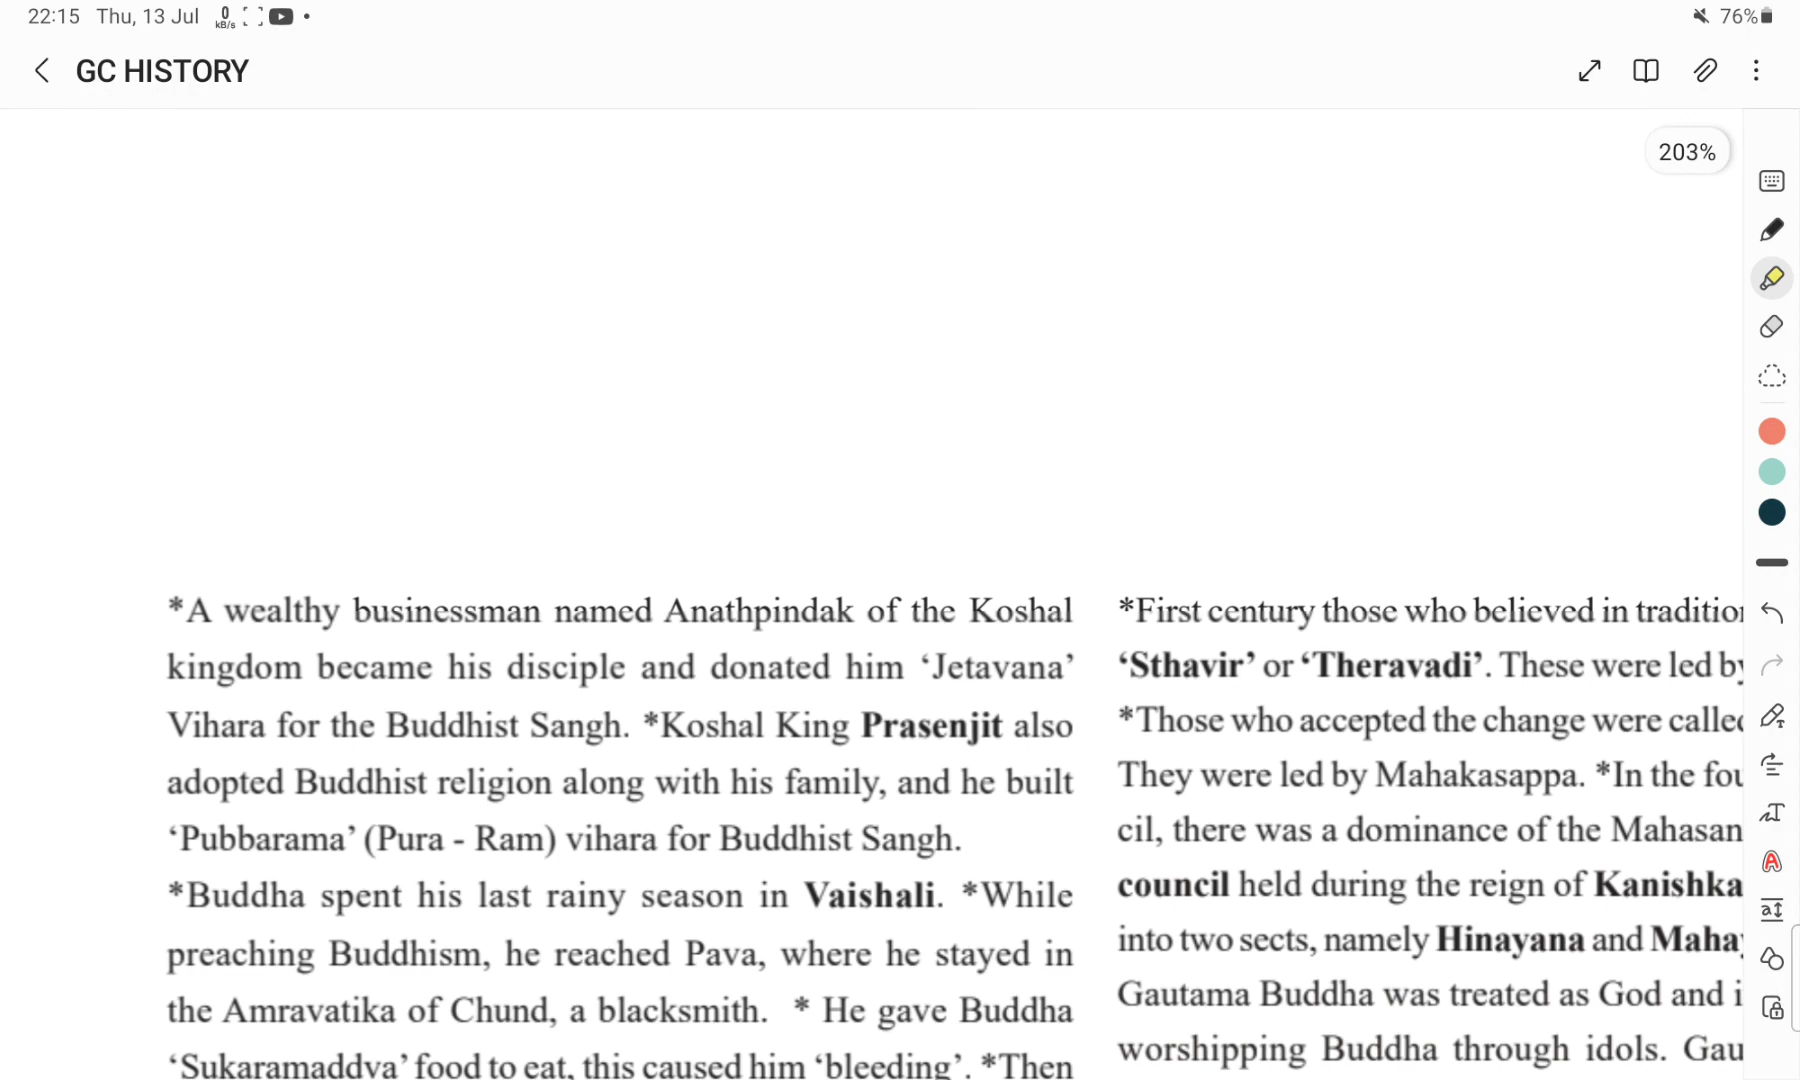 22:15 Thu, 13 Jul 0 kB/s 76%
GC HISTORY
203%
*A wealthy businessman named Anathpindak of the Koshal
kingdom became his disciple and donated him ‘Jetavana’
Vihara for the Buddhist Sangh. *Koshal King Prasenjit also
adopted Buddhist religion along with his family, and he built
‘Pubbarama’ (Pura - Ram) vihara for Buddhist Sangh.
*Buddha spent his last rainy season in Vaishali. *While
preaching Buddhism, he reached Pava, where he stayed in
the Amravatika of Chund, a blacksmith. * He gave Buddha
‘Sukaramaddva’ food to eat, this caused him ‘bleeding’. *Then
*First century those who believed in
‘Sthavir’ or ‘Theravadi’. These were led
*Those who accepted the change were
They were led by Mahakasappa. *In the
cil, there was a dominance of the
council held during the reign of Kanishka
into two sects, namely Hinayana and
Gautama Buddha was treated as God and
worshipping Buddha through idols.